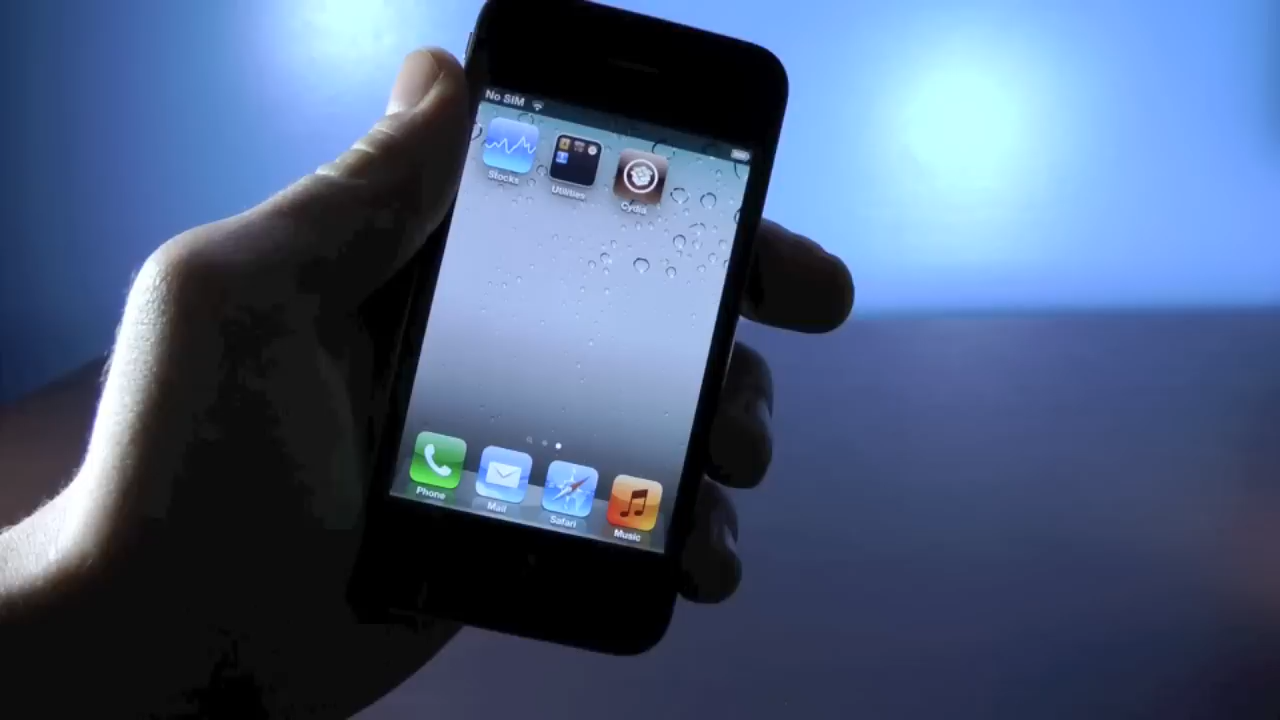 No SIM
Stocks
Utilities
Cydia
Phone
Mail
Safari
Music